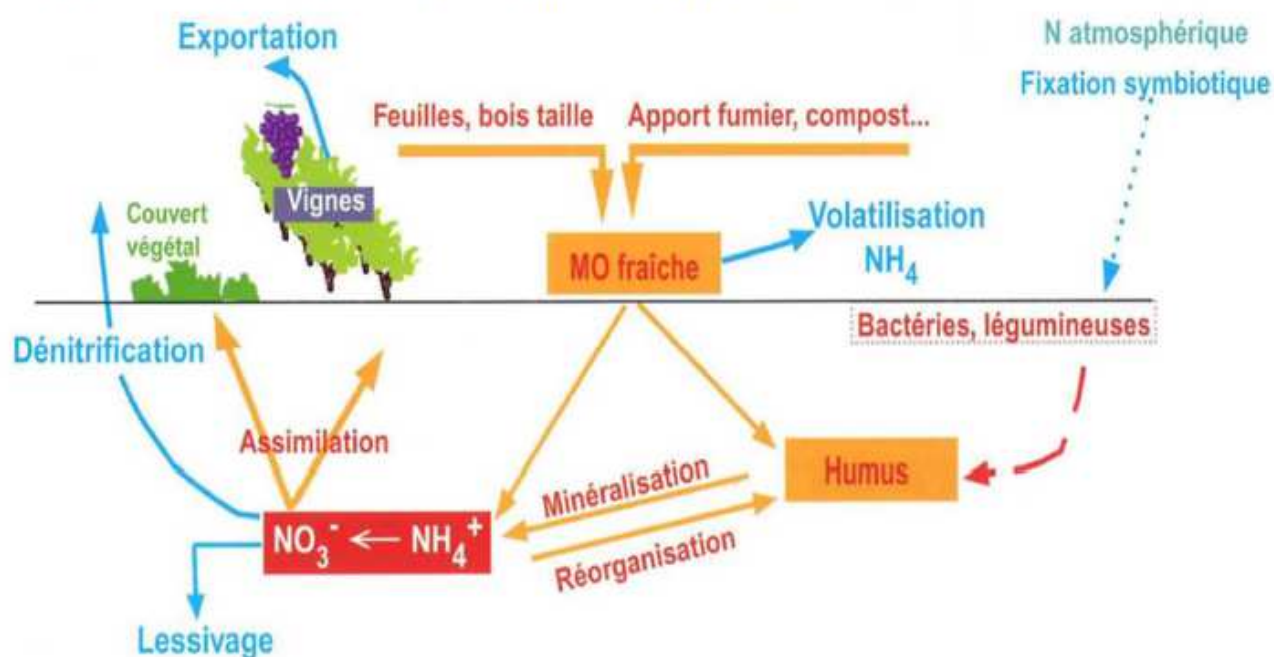 Exportation
N atmosphérique
Fixation symbiotique
Feuilles, bois taille
Apport fumier, compost...
Vignes
Couvert
végétal
Volatilisation
NH₄
MO fraîche
Bactéries, légumineuses
Dénitrification
Assimilation
Minéralisation
Humus
Réorganisation
NO₃⁻ ← NH₄⁺
Lessivage